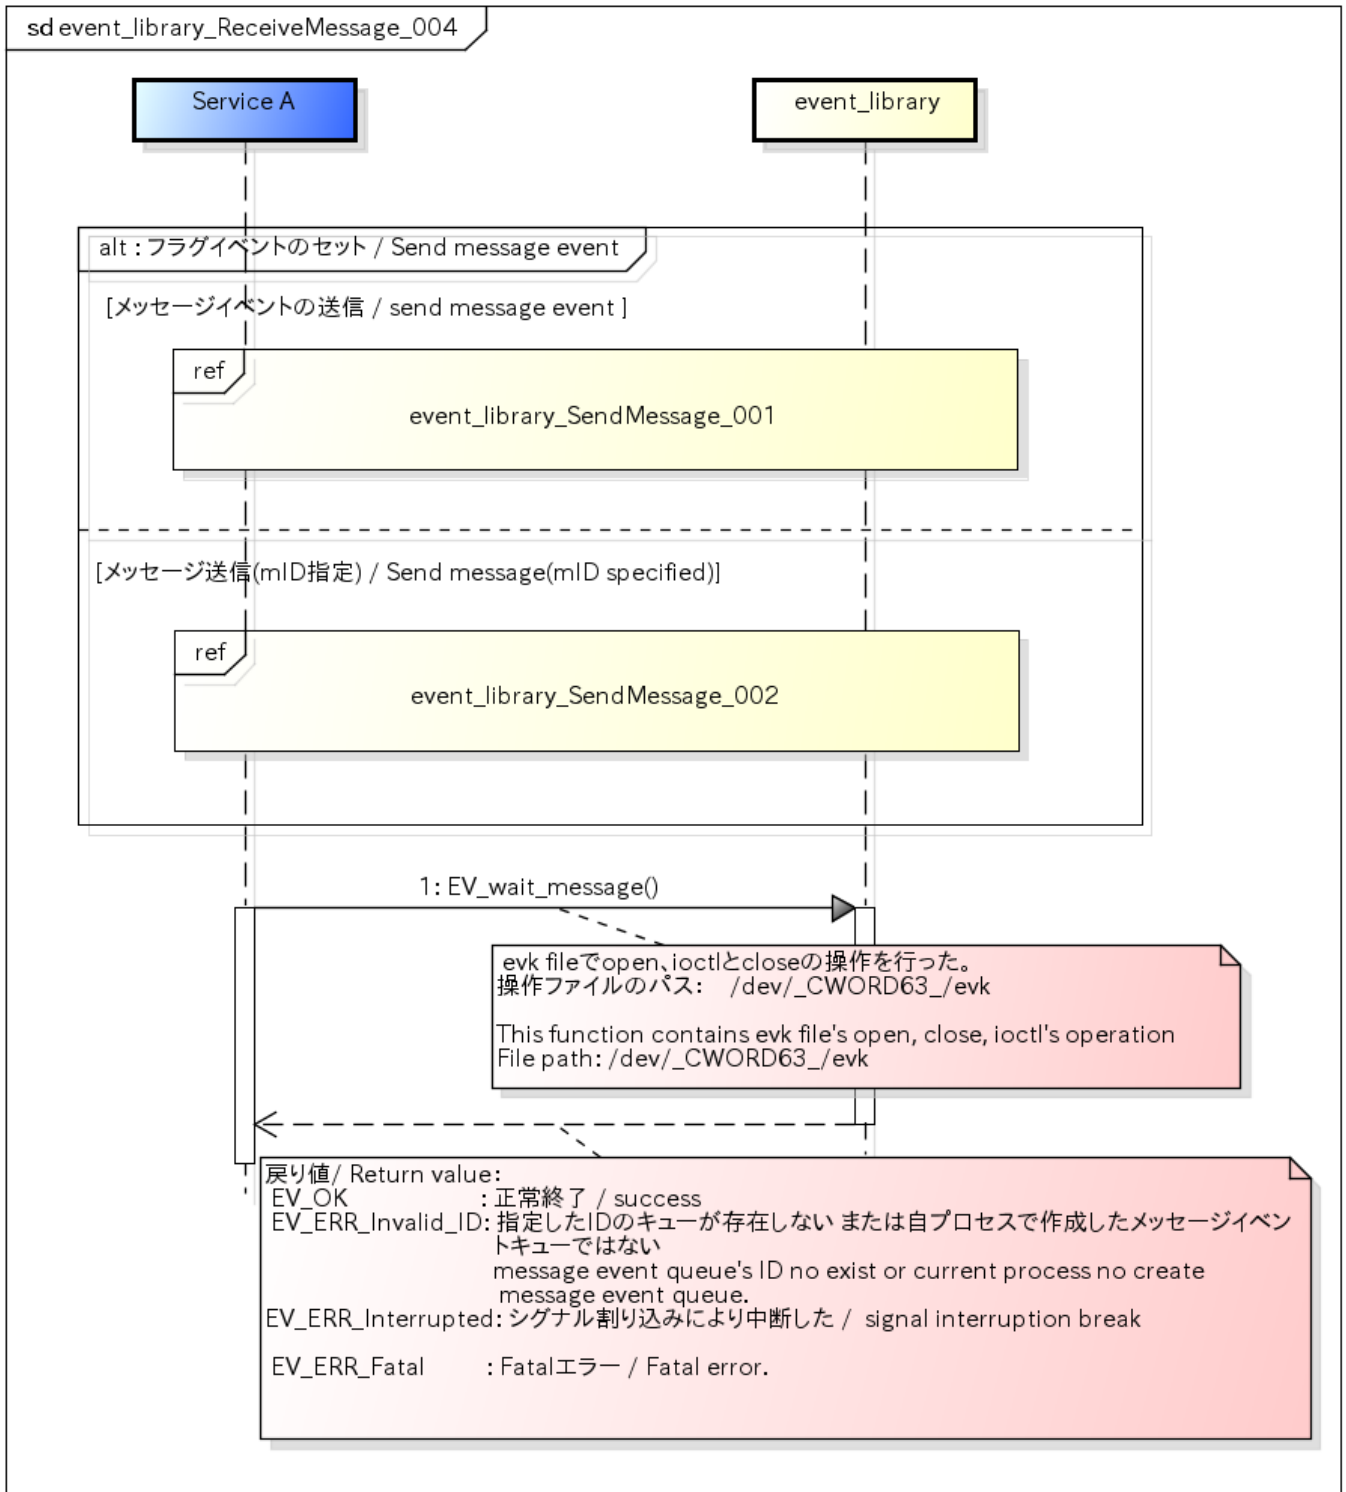 sd event_library_ReceiveMessage_004
Service A
event_library
alt : フラグイベントのセット / Send message event
[メッセージイベントの送信 / send message event ]
ref
event_library_SendMessage_001
[メッセージ送信(mID指定) / Send message(mID specified)]
ref
event_library_SendMessage_002
1: EV_wait_message()
evk fileでopen、ioctlとcloseの操作を行った。
操作ファイルのパス: /dev/_CWORD63_/evk
This function contains evk file's open, close, ioctl's operation
File path: /dev/_CWORD63_/evk
戻り値/ Return value:
EV_OK : 正常終了 / success
EV_ERR_Invalid_ID: 指定したIDのキューが存在しない または自プロセスで作成したメッセージイベン
トキューではない
message event queue's ID no exist or current process no create
message event queue.
EV_ERR_Interrupted: シグナル割り込みにより中断した / signal interruption break
EV_ERR_Fatal : Fatalエラー / Fatal error.